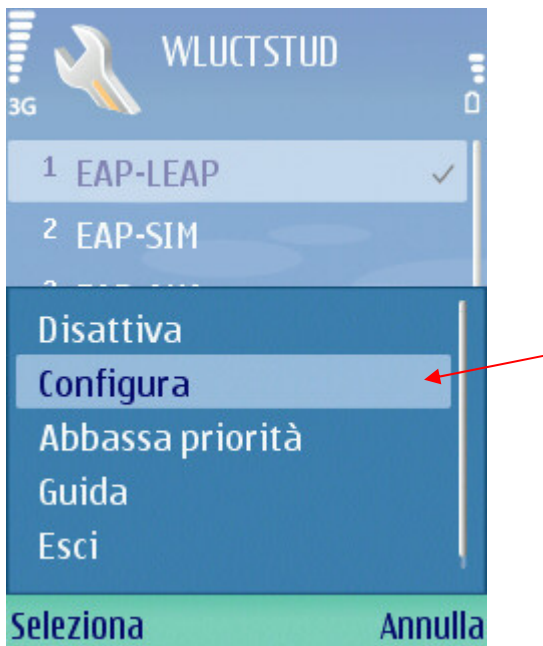 WLUCTSTUD
3G
1 EAP-LEAP
2 EAP-SIM
Disattiva
Configura
Abbassa priorità
Guida
Esci
Seleziona Annulla